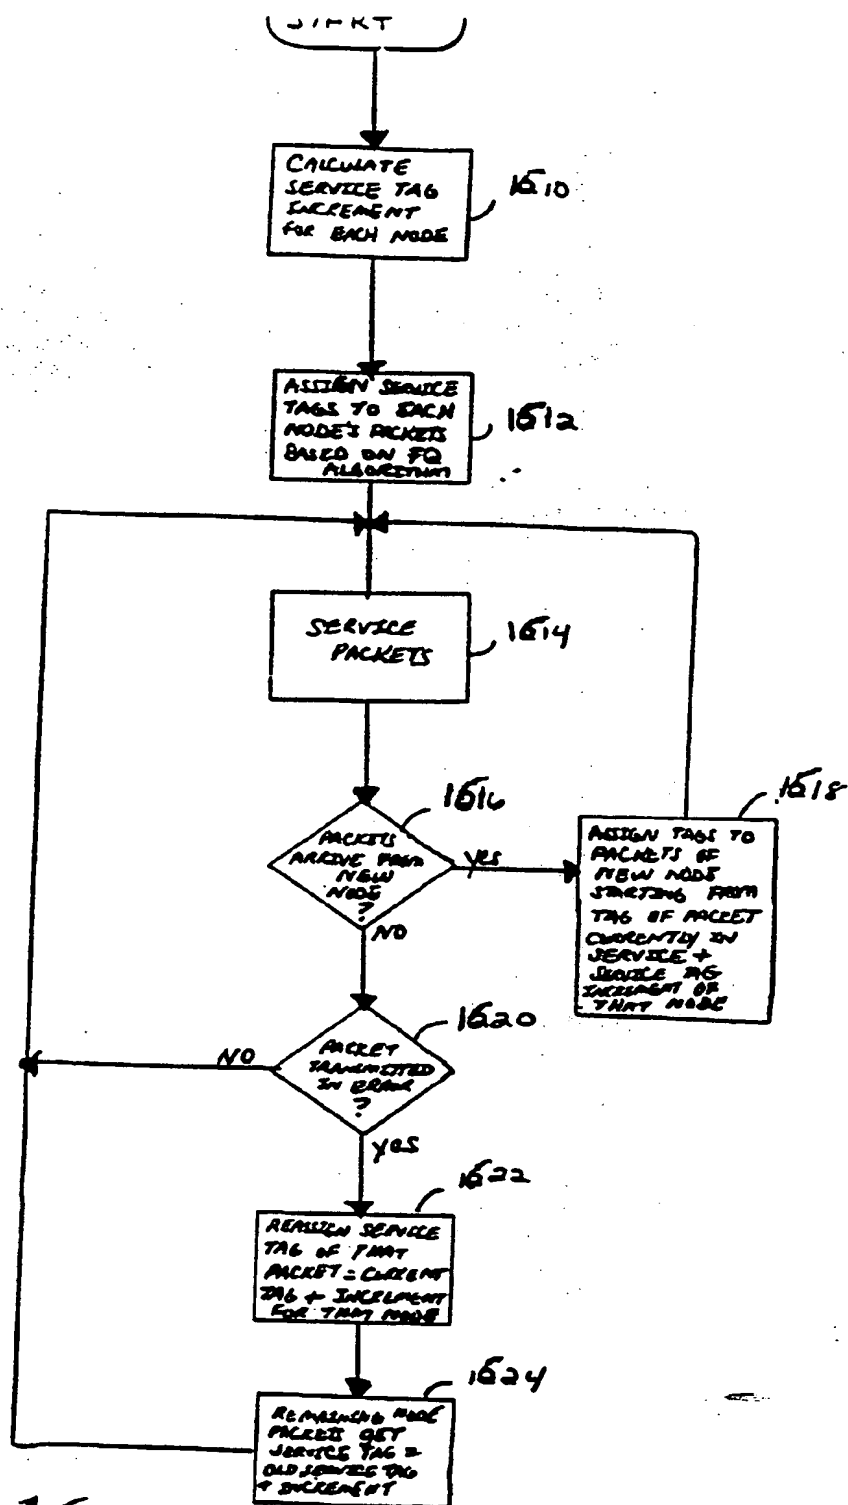 START
CALCULATE
SERVICE TAG
INCREMENT
FOR EACH NODE
1510
ASSIGN SERVICE
TAGS TO EACH
NODE'S PACKETS
BASED ON FQ
ALGORITHM
1512
SERVICE
PACKETS
1514
1516
PACKETS
ARRIVE FROM
NEW
NODE
?
yes
NO
1518
ASSIGN TAGS TO
PACKETS OF
NEW NODE
STARTING FROM
TAG OF PACKET
CURRENTLY IN
SERVICE +
SERVICE TAG
INCREMENT OF
THAT NODE
1520
PACKET
TRANSMITTED
IN ERROR
?
NO
yes
1522
REASSIGN SERVICE
TAG OF THAT
PACKET = CURRENT
TAG + INCREMENT
FOR THAT NODE
1524
REMAINING NODE
PACKETS GET
SERVICE TAG =
OLD SERVICE TAG
+ INCREMENT